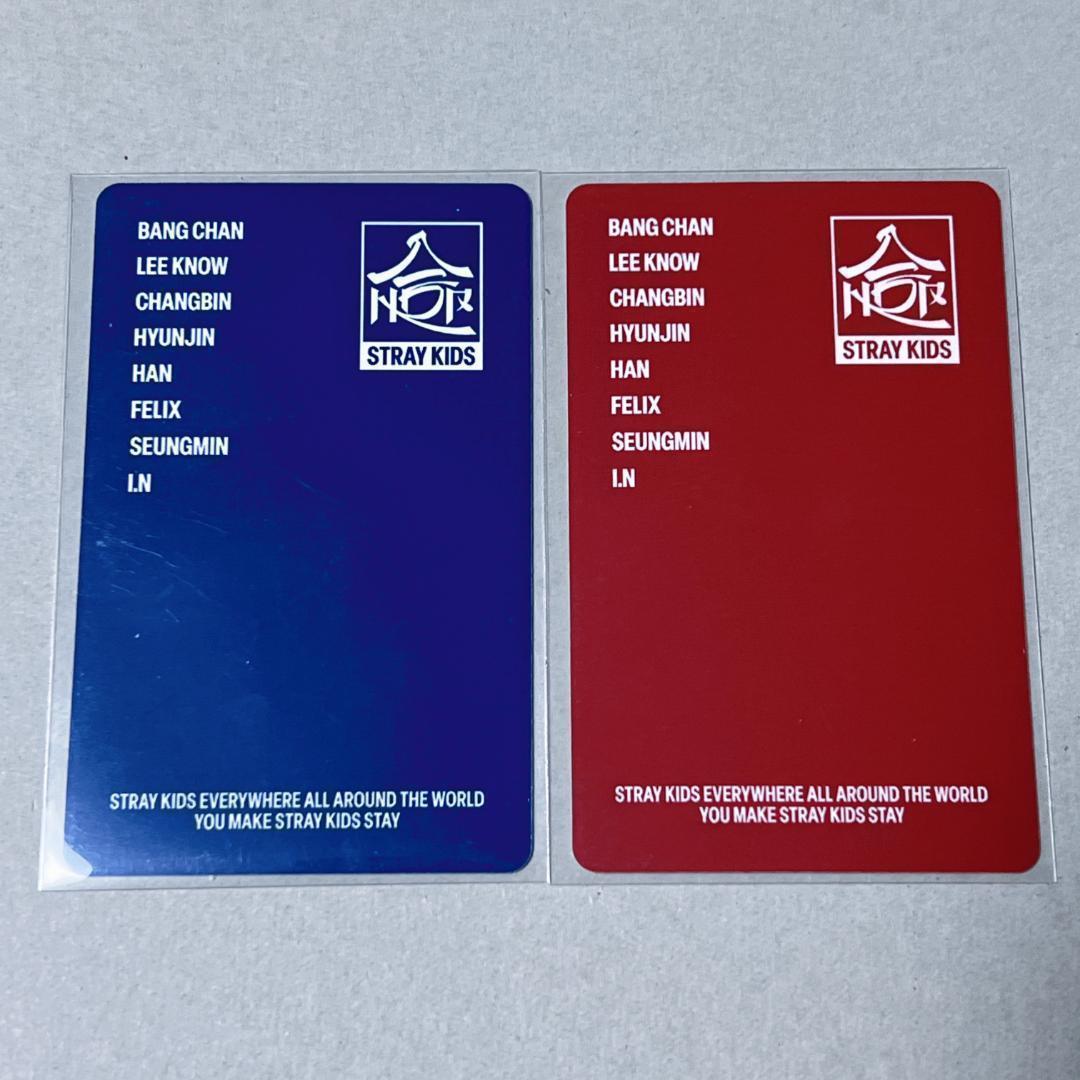 BANG CHAN
LEE KNOW
CHANGBIN
HYUNJIN
HAN
FELIX
SEUNGMIN
I.N
STRAY KIDS
STRAY KIDS EVERYWHERE ALL AROUND THE WORLD
YOU MAKE STRAY KIDS STAY
BANG CHAN
LEE KNOW
CHANGBIN
HYUNJIN
HAN
FELIX
SEUNGMIN
I.N
STRAY KIDS
STRAY KIDS EVERYWHERE ALL AROUND THE WORLD
YOU MAKE STRAY KIDS STAY